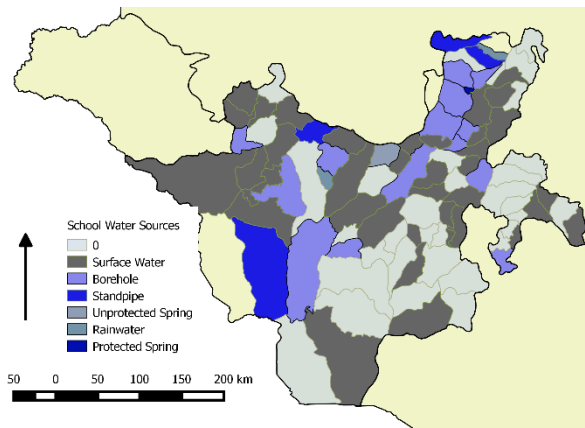 School Water Sources
0
Surface Water
Borehole
Standpipe
Unprotected Spring
Rainwater
Protected Spring
50 0 50 100 150 200 km